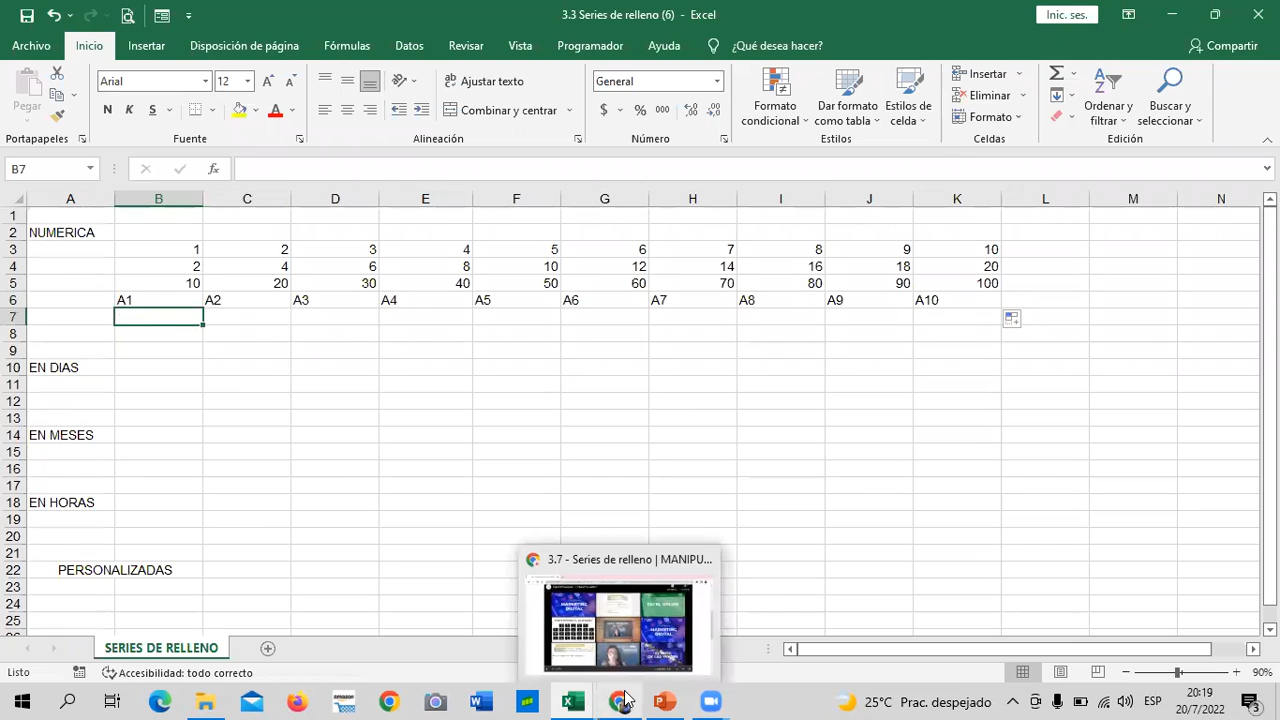 3.3 Series de relleno (6) - Excel
Inic. ses.
Archivo Inicio Insertar Disposición de página Fórmulas Datos Revisar Vista Programador Ayuda ¿Qué desea hacer? Compartir
Pegar
Arial 12
Ajustar texto
General
N K S
Combinar y centrar
$ % 000
Formato condicional
Dar formato como tabla
Estilos de celda
Insertar
Eliminar
Formato
Ordenar y filtrar
Buscar y seleccionar
Portapapeles Fuente Alineación Número Estilos Celdas Edición
B7
A B C D E F G H I J K L M N
1
2 NUMERICA
3 1 2 3 4 5 6 7 8 9 10
4 2 4 6 8 10 12 14 16 18 20
5 10 20 30 40 50 60 70 80 90 100
6 A1 A2 A3 A4 A5 A6 A7 A8 A9 A10
7
8
9
10 EN DIAS
11
12
13
14 EN MESES
15
16
17
18 EN HORAS
19
20
21
22 PERSONALIZADAS
23
24
25
3.7 - Series de relleno | MANIPU...
MARKETING DIGITAL
MARKETING DIGITAL
SERIES DE RELLENO
Listo Accesibilidad: todo correcto 90%
25°C Prac. despejado ESP 20:19
20/7/2022
3